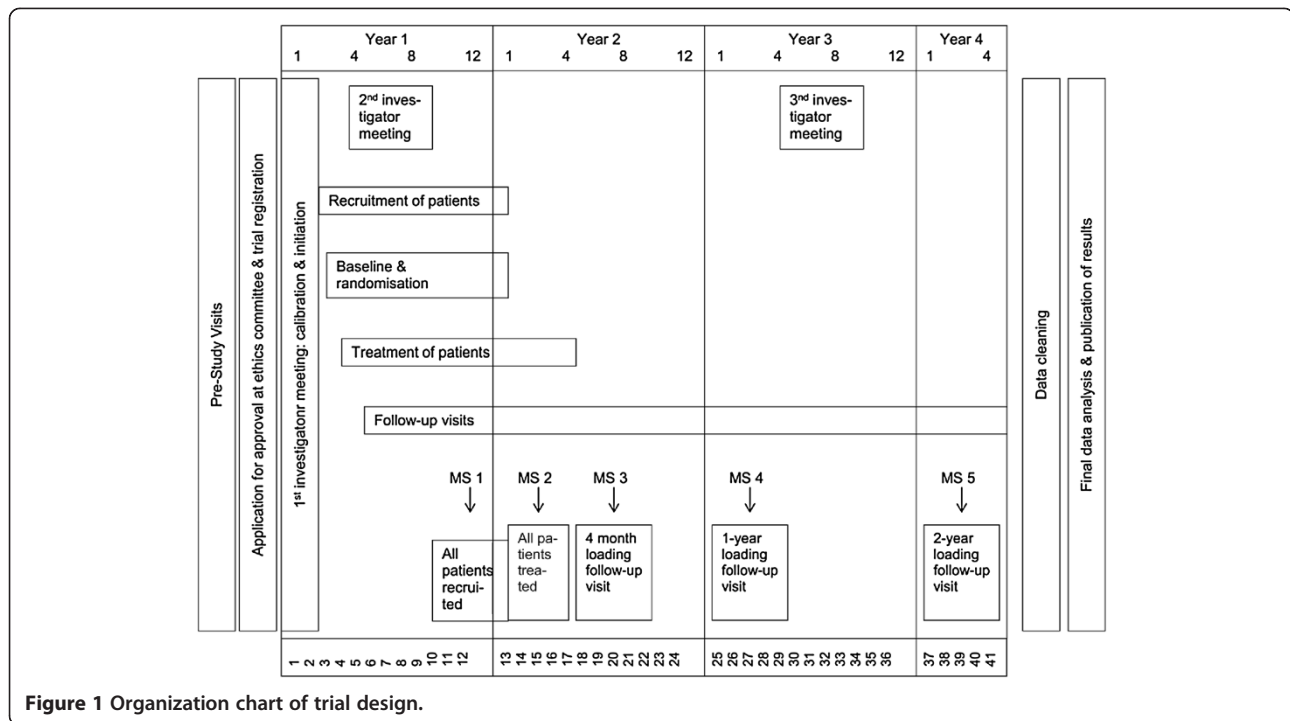 Year 1
Year 2
Year 3
Year 4
1 4 8 12
1 4 8 12
1 4 8 12
1 4
Pre-Study Visits
Application for approval at ethics committee & trial registration
1st investigatonr meeting: calibration & initiation
2nd inves-
tigator
meeting
3nd inves-
tigator
meeting
Recruitment of patients
Baseline &
randomisation
Treatment of patients
Follow-up visits
MS 1
MS 2
MS 3
MS 4
MS 5
All
patients
recrui-
ted
All pa-
tients
trea-
ted
4 month
loading
follow-up
visit
1-year
loading
follow-up
visit
2-year
loading
follow-up
visit
Data cleaning
Final data analysis & publication of results
1 2 3 4 5 6 7 8 9 10 11 12
13 14 15 16 17 18 19 20 21 22 23 24
25 26 27 28 29 30 31 32 33 34 35 36
37 38 39 40 41
Figure 1 Organization chart of trial design.